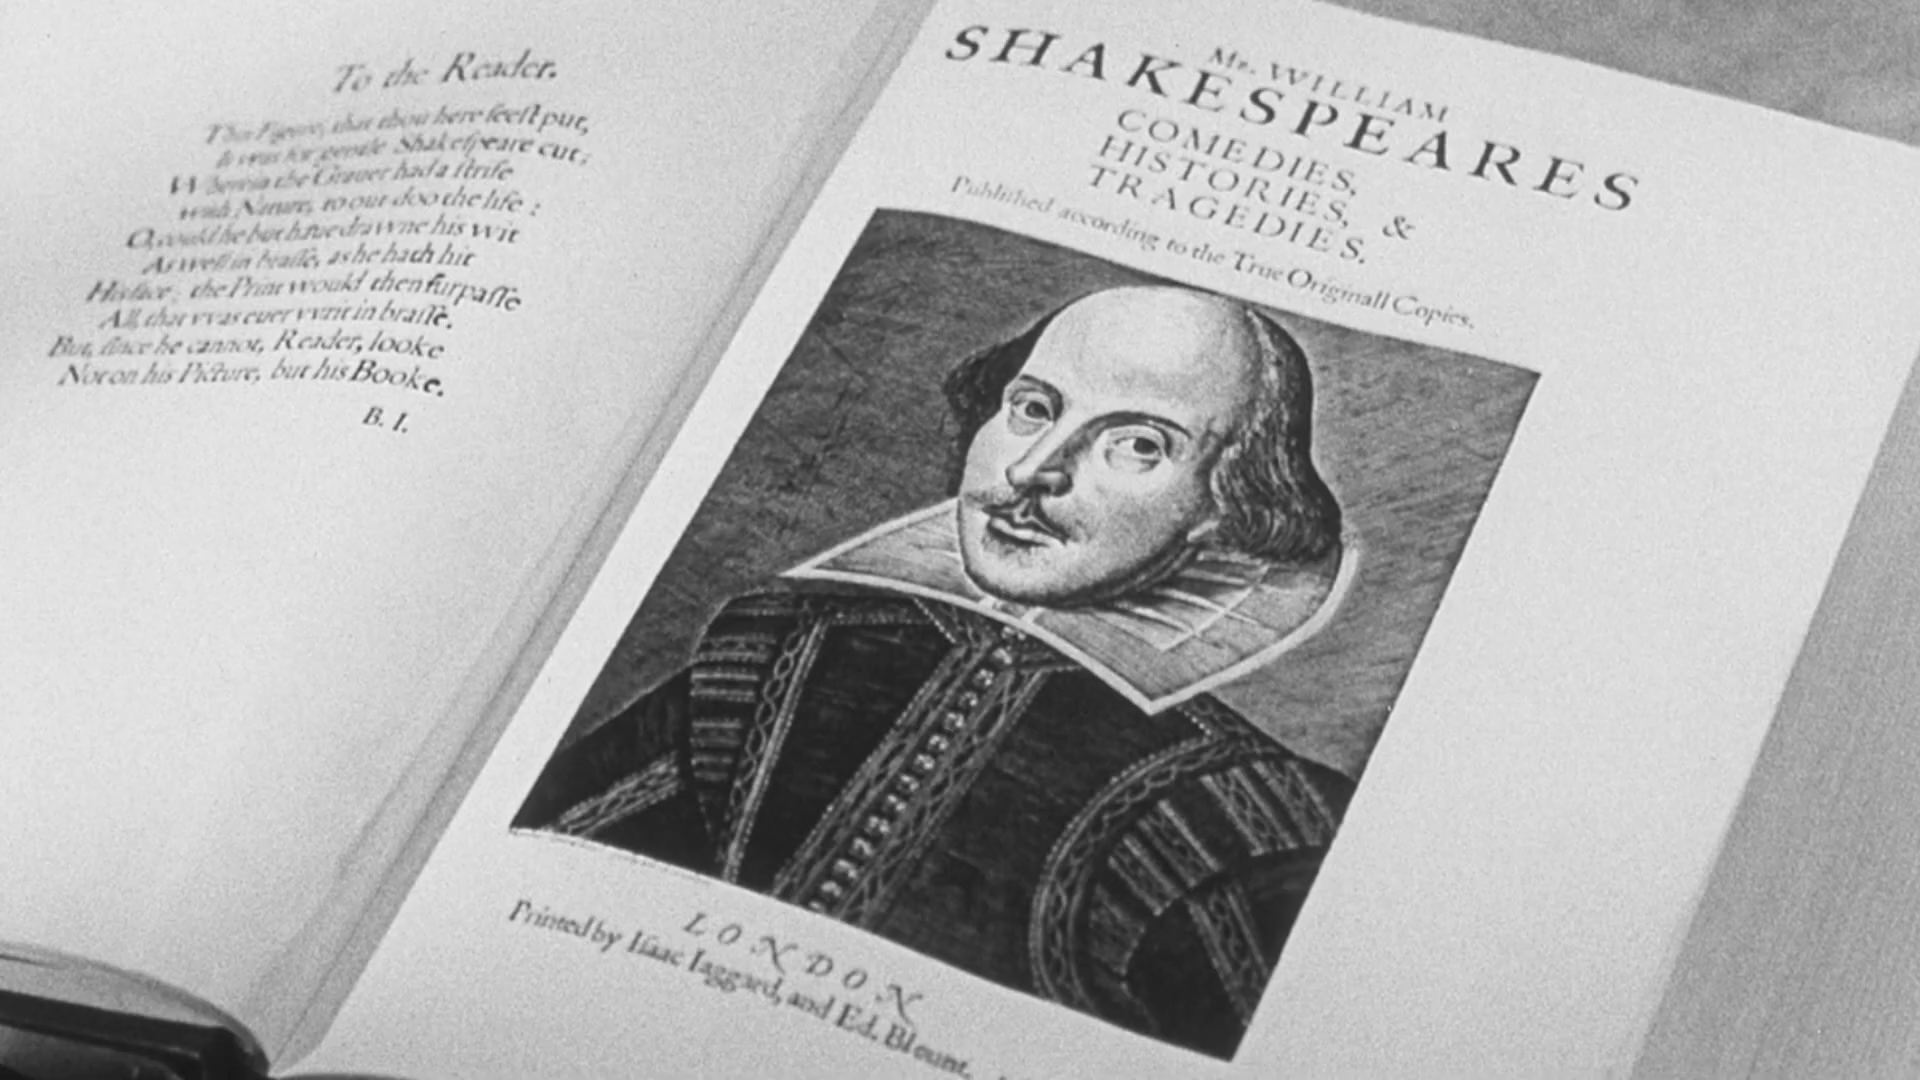 To the Reader.
This Figure, that thou here seeſt put,
It was for gentle Shakeſpeare cut;
Wherein the Grauer had a ſtrife
with Nature, to out-doo the life :
O, could he but haue dravvne his wit
As well in braſſe, as he hath hit
His face ; the Print would then ſurpaſſe
All, that vvas euer vvrit in braſſe.
But, ſince he cannot, Reader, looke
Not on his Picture, but his Booke.
B. I.
Mr. WILLIAM
SHAKESPEARES
COMEDIES,
HISTORIES, &
TRAGEDIES.
Publiſhed according to the True Originall Copies.
LONDON
Printed by Iſaac Iaggard, and Ed. Blount.